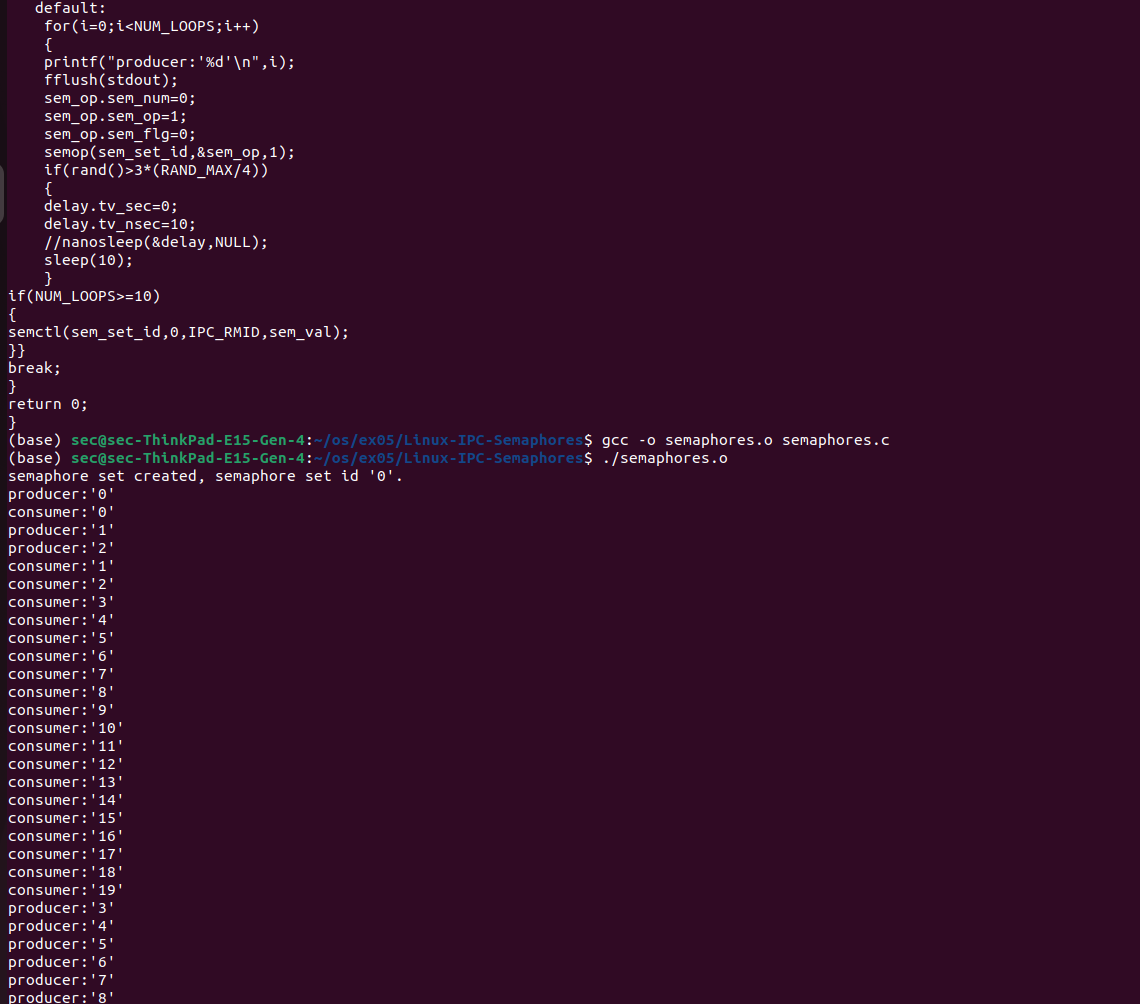 default:
for(i=0;i<NUM_LOOPS;i++)
{
printf("producer:'%d'\n",i);
fflush(stdout);
sem_op.sem_num=0;
sem_op.sem_op=1;
sem_op.sem_flg=0;
semop(sem_set_id,&sem_op,1);
if(rand()>3*(RAND_MAX/4))
{
delay.tv_sec=0;
delay.tv_nsec=10;
//nanosleep(&delay,NULL);
sleep(10);
}
if(NUM_LOOPS>=10)
{
semctl(sem_set_id,0,IPC_RMID,sem_val);
}}
break;
}
return 0;
}
(base) sec@sec-ThinkPad-E15-Gen-4:~/os/ex05/Linux-IPC-Semaphores$ gcc -o semaphores.o semaphores.c
(base) sec@sec-ThinkPad-E15-Gen-4:~/os/ex05/Linux-IPC-Semaphores$ ./semaphores.o
semaphore set created, semaphore set id '0'.
producer:'0'
consumer:'0'
producer:'1'
producer:'2'
consumer:'1'
consumer:'2'
consumer:'3'
consumer:'4'
consumer:'5'
consumer:'6'
consumer:'7'
consumer:'8'
consumer:'9'
consumer:'10'
consumer:'11'
consumer:'12'
consumer:'13'
consumer:'14'
consumer:'15'
consumer:'16'
consumer:'17'
consumer:'18'
consumer:'19'
producer:'3'
producer:'4'
producer:'5'
producer:'6'
producer:'7'
producer:'8'